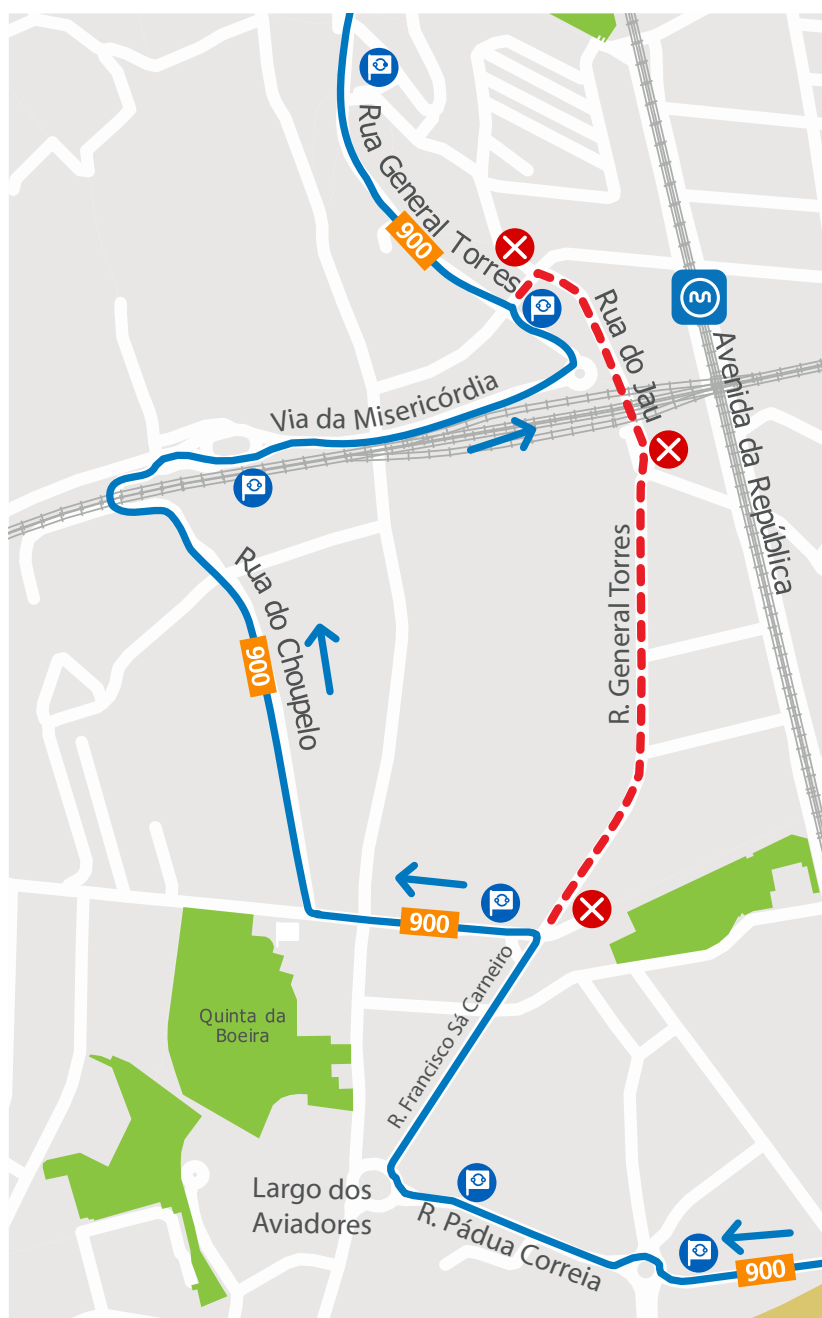 Rua General Torres
900
Rua do Jau
Avenida da República
Via da Misericórdia
R. General Torres
Rua do Choupelo
900
900
R. Francisco Sá Carneiro
Quinta da
Boeira
Largo dos
Aviadores
R. Pádua Correia
900